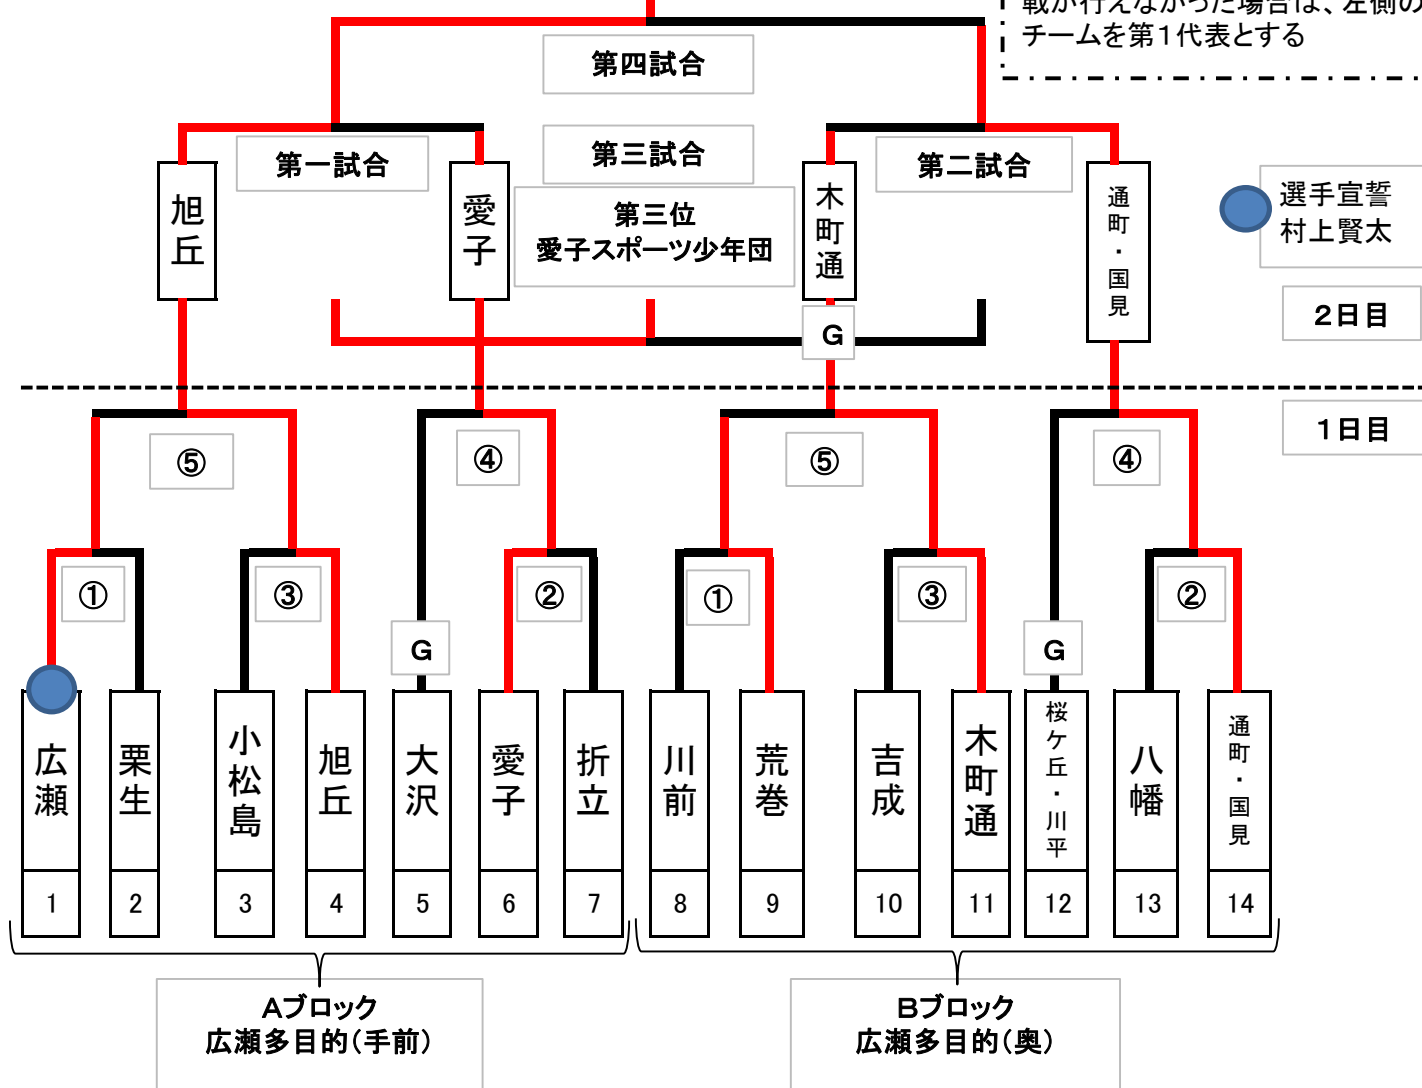 戦が行えなかった場合は、左側の
チームを第1代表とする
第四試合
第三試合
第一試合
第二試合
第三位
愛子スポーツ少年団
旭丘
愛子
木町通
通町・国見
選手宣誓
村上賢太
2日目
G
1日目
⑤
④
⑤
④
①
③
②
①
③
②
G
G
広瀬
栗生
小松島
旭丘
大沢
愛子
折立
川前
荒巻
吉成
木町通
桜ケ丘・川平
八幡
通町・国見
1
2
3
4
5
6
7
8
9
10
11
12
13
14
Aブロック
広瀬多目的(手前)
Bブロック
広瀬多目的(奥)